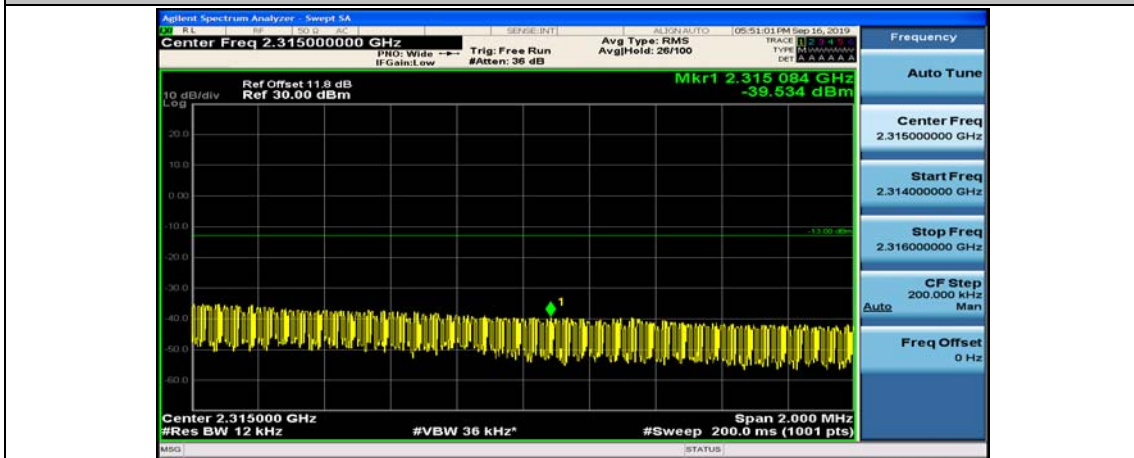 Agilent Spectrum Analyzer - Swept SA
RL RF 50 Ω AC SENSE:INT ALIGN AUTO 05:51:01 PM Sep 16, 2019
Center Freq 2.315000000 GHz
PNO: Wide
IFGain:Low
Trig: Free Run
#Atten: 36 dB
Avg Type: RMS
Avg|Hold: 26/100
TRACE 1 2 3 4 5 6
TYPE M
DET A A A A A A
Ref Offset 11.8 dB
10 dB/div Ref 30.00 dBm
Log
Mkr1 2.315 084 GHz
-39.534 dBm
20.0
10.0
0.00
-10.0
-13.00 dBm
-20.0
-30.0
1
-40.0
-50.0
-60.0
Center 2.315000 GHz Span 2.000 MHz
#Res BW 12 kHz #VBW 36 kHz* #Sweep 200.0 ms (1001 pts)
MSG STATUS
Frequency
Auto Tune
Center Freq
2.315000000 GHz
Start Freq
2.314000000 GHz
Stop Freq
2.316000000 GHz
CF Step
200.000 kHz
Auto Man
Freq Offset
0 Hz